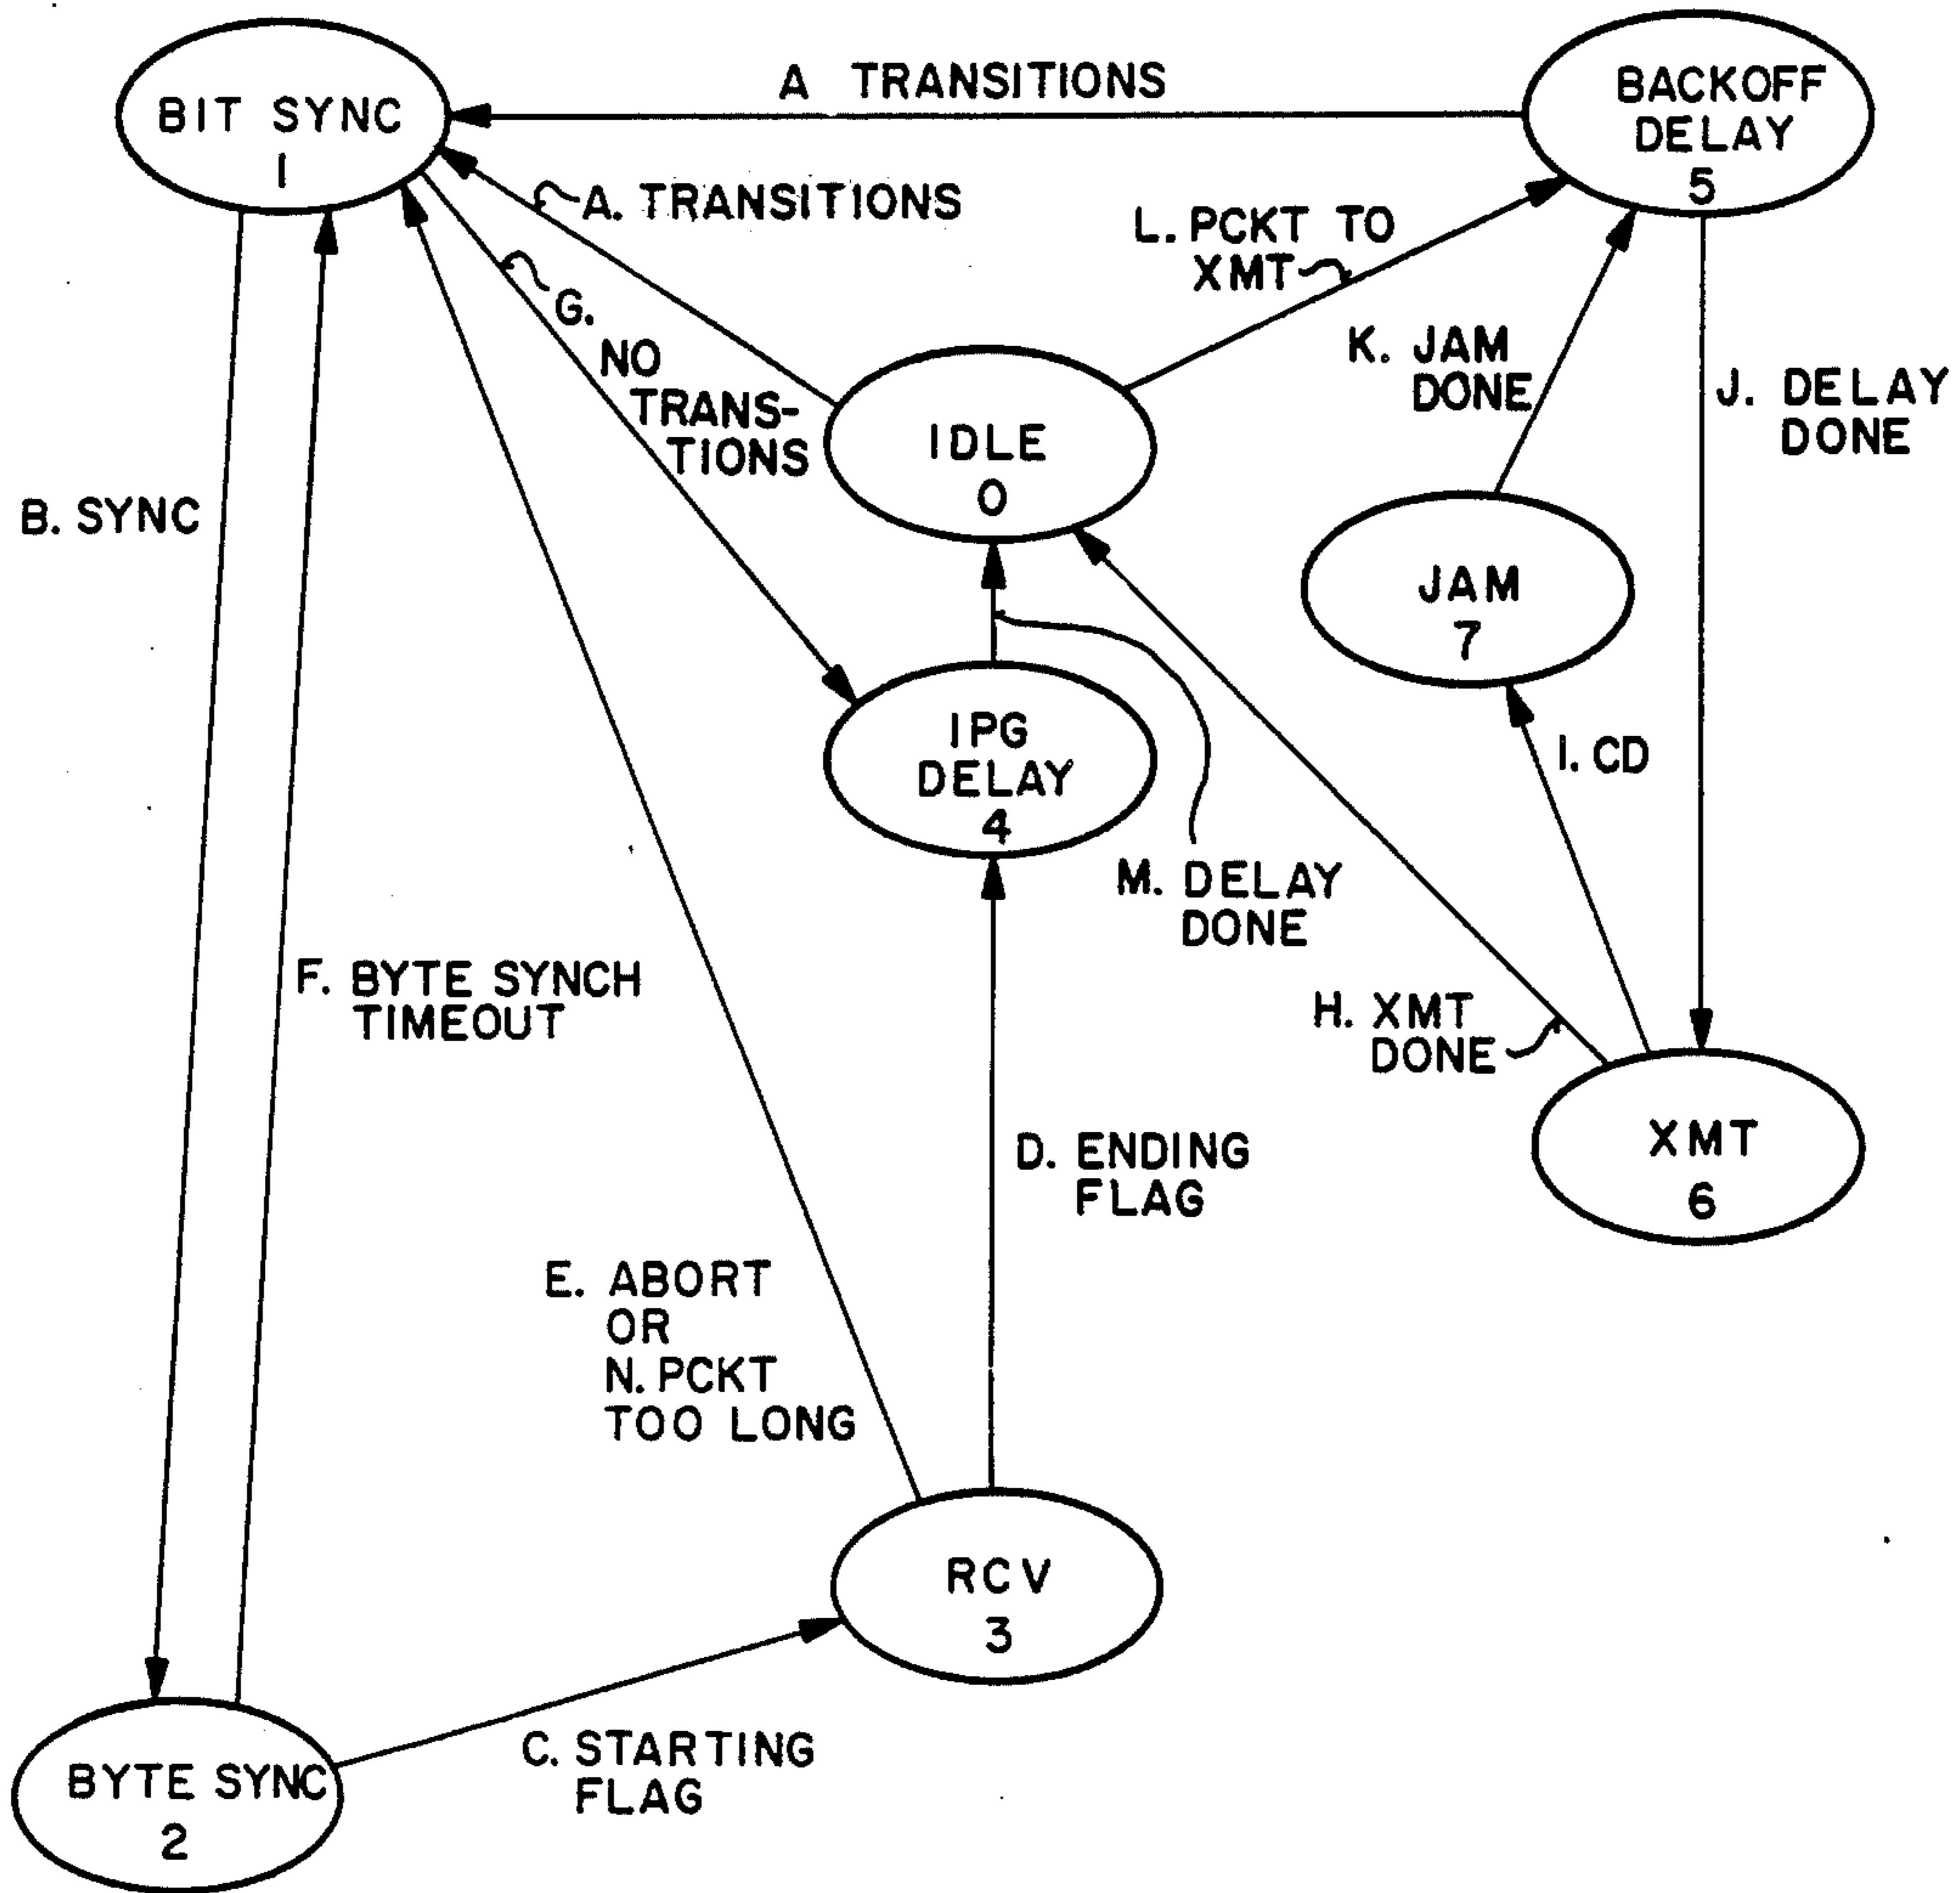 BIT SYNC
1
A TRANSITIONS
BACKOFF
DELAY
5
A. TRANSITIONS
L. PCKT TO
XMT
G.
NO
TRANS-
TIONS
K. JAM
DONE
J. DELAY
DONE
IDLE
0
B. SYNC
JAM
7
IPG
DELAY
4
I. CD
M. DELAY
DONE
F. BYTE SYNCH
TIMEOUT
H. XMT
DONE
D. ENDING
FLAG
XMT
6
E. ABORT
OR
N. PCKT
TOO LONG
RCV
3
C. STARTING
FLAG
BYTE SYNC
2